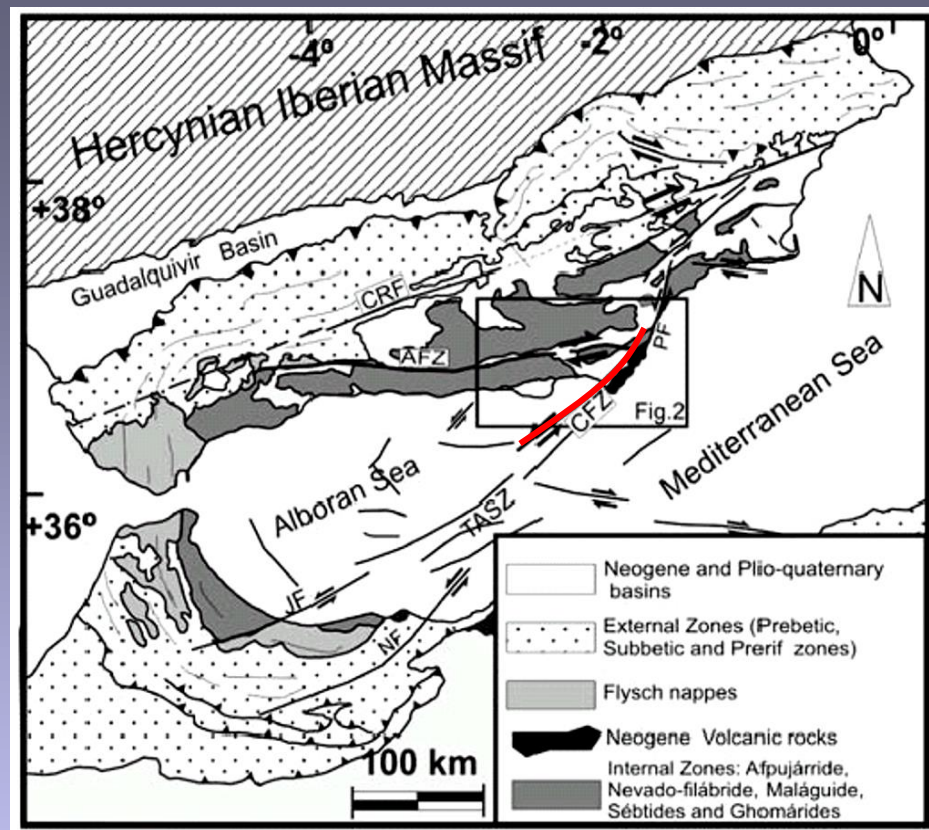 -4º
-2º
0º
Hercynian Iberian Massif
+38º
Guadalquivir Basin
CRF
N
AFZ
PF
Fig.2
CFZ
Mediterranean Sea
Alboran Sea
+36º
TASZ
JF
NF
Neogene and Plio-quaternary
basins
External Zones (Prebetic,
Subbetic and Prerif zones)
Flysch nappes
Neogene Volcanic rocks
100 km
Internal Zones: Afpujárride,
Nevado-filábride, Maláguide,
Sébtides and Ghomárides